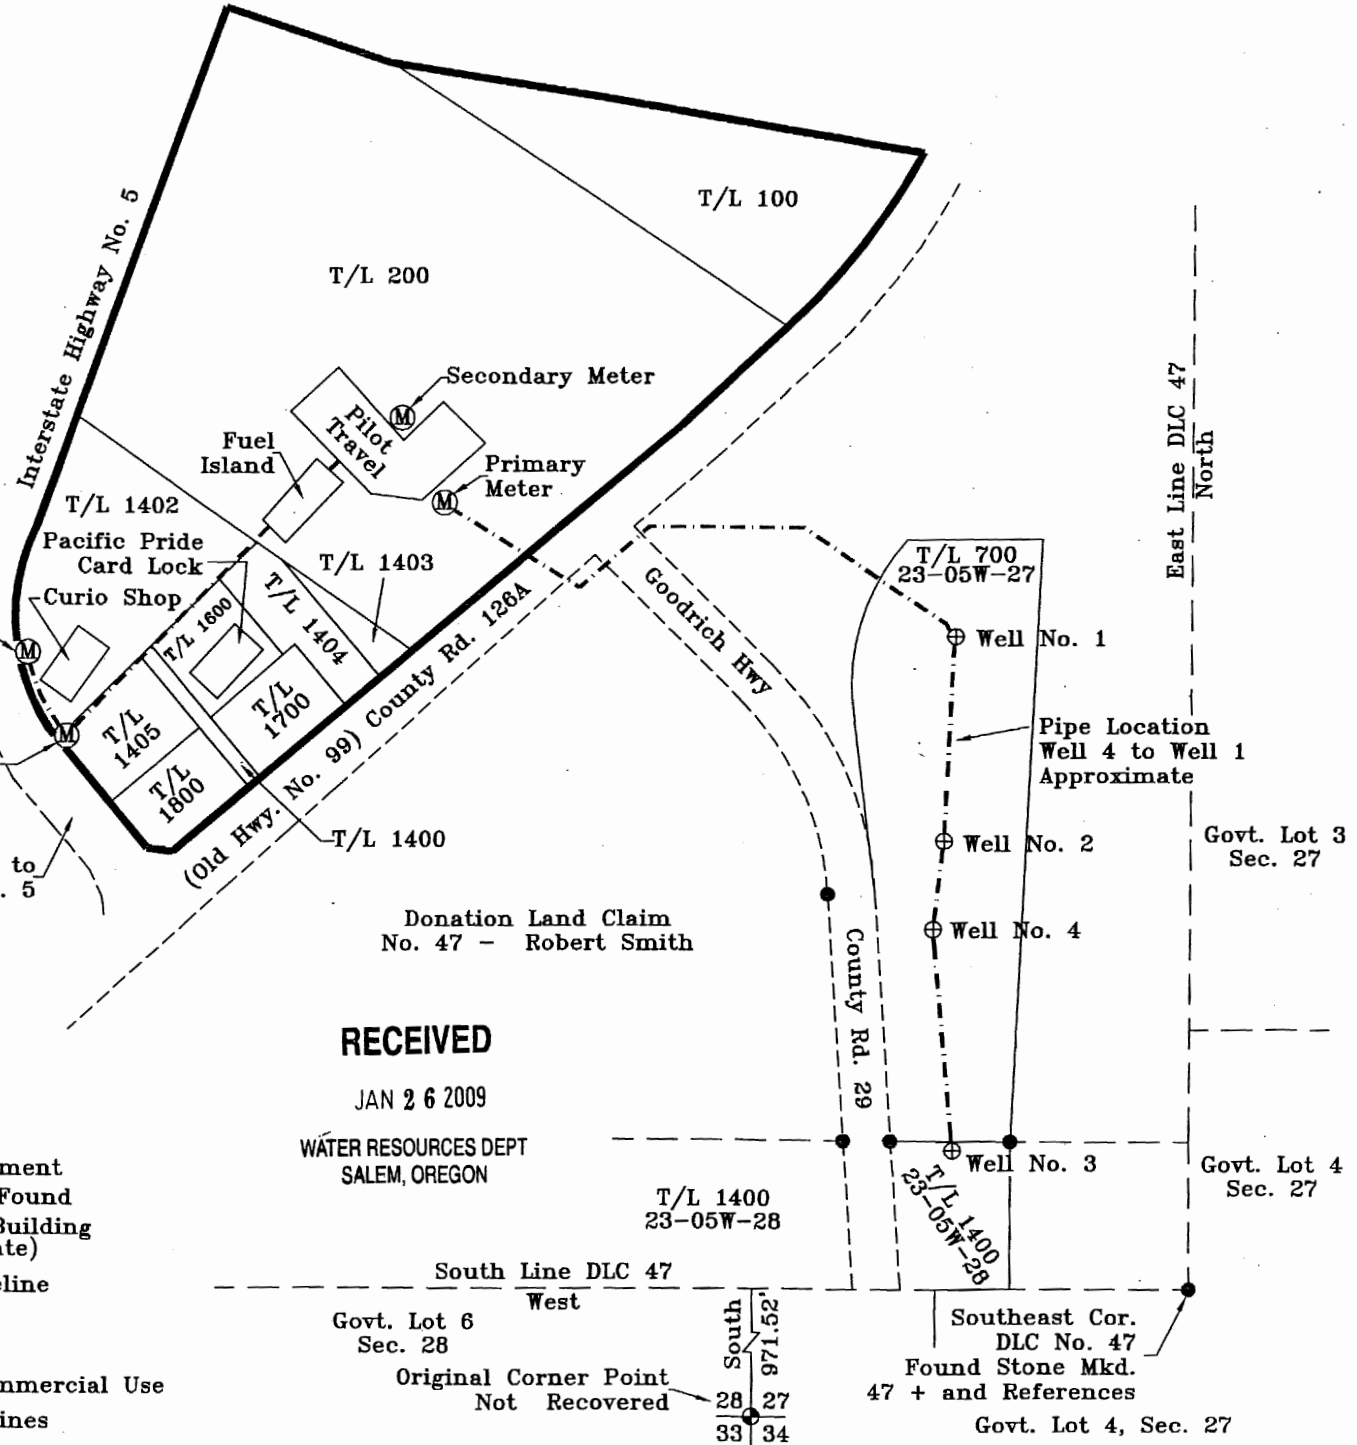 T/L 100
T/L 200
Interstate Highway No. 5
Secondary Meter
M
Pilot
Travel
Fuel
Island
Primary
Meter
M
T/L 1402
Pacific Pride
Card Lock
T/L 1403
Curio Shop
T/L 1404
T/L 1600
M
M
T/L
1405
T/L
1700
T/L
1800
(Old Hwy. No. 99) County Rd. 126A
T/L 1400
to
. 5
Goodrich Hwy
T/L 700
23-05W-27
Well No. 1
Pipe Location
Well 4 to Well 1
Approximate
Well No. 2
Well No. 4
East Line DLC 47
North
Govt. Lot 3
Sec. 27
Donation Land Claim
No. 47 - Robert Smith
County Rd. 29
RECEIVED
JAN 26 2009
WATER RESOURCES DEPT
SALEM, OREGON
Well No. 3
Govt. Lot 4
Sec. 27
T/L 1400
23-05W-28
T/L 1400
23-05W-28
ment
Found
Building
te)
line
South Line DLC 47
West
Govt. Lot 6
Sec. 28
South
971.52'
Southeast Cor.
DLC No. 47
Found Stone Mkd.
47 + and References
Original Corner Point
Not Recovered
28 27
33 34
Govt. Lot 4, Sec. 27
mmercial Use
ines